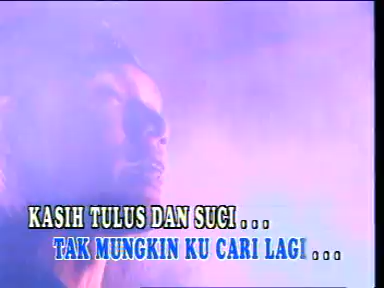 KASIH TULUS DAN SUCI . . .
TAK MUNGKIN KU CARI LAGI . . .